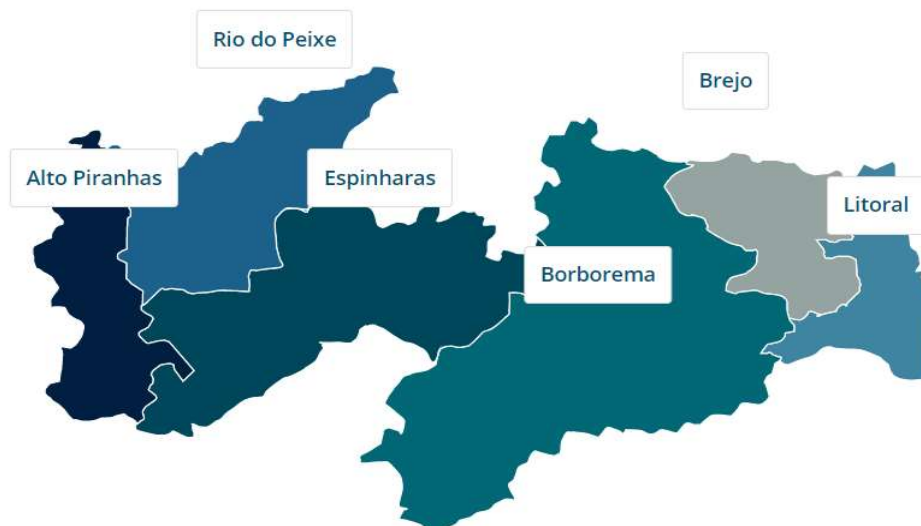 Rio do Peixe
Brejo
Alto Piranhas
Espinharas
Litoral
Borborema